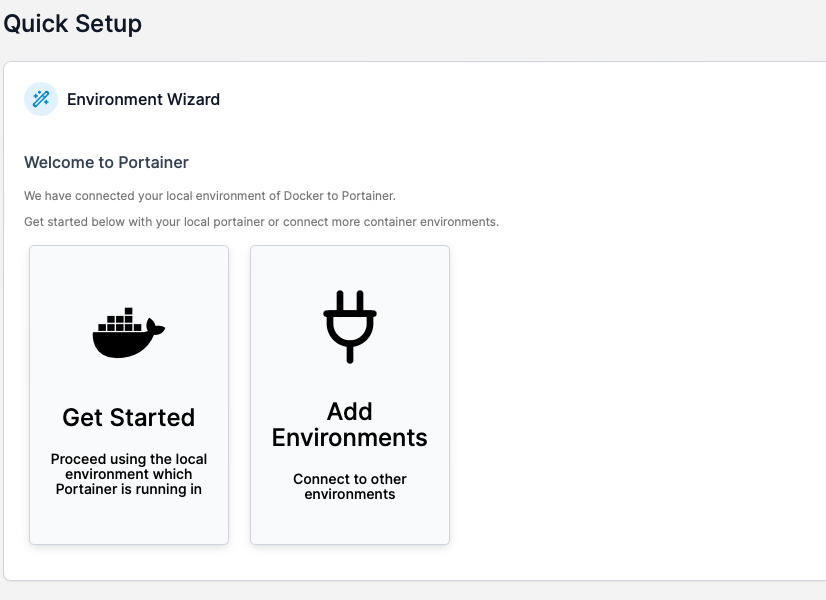 Quick Setup
Environment Wizard
Welcome to Portainer
We have connected your local environment of Docker to Portainer.
Get started below with your local portainer or connect more container environments.
Get Started
Proceed using the local
environment which
Portainer is running in
Add
Environments
Connect to other
environments